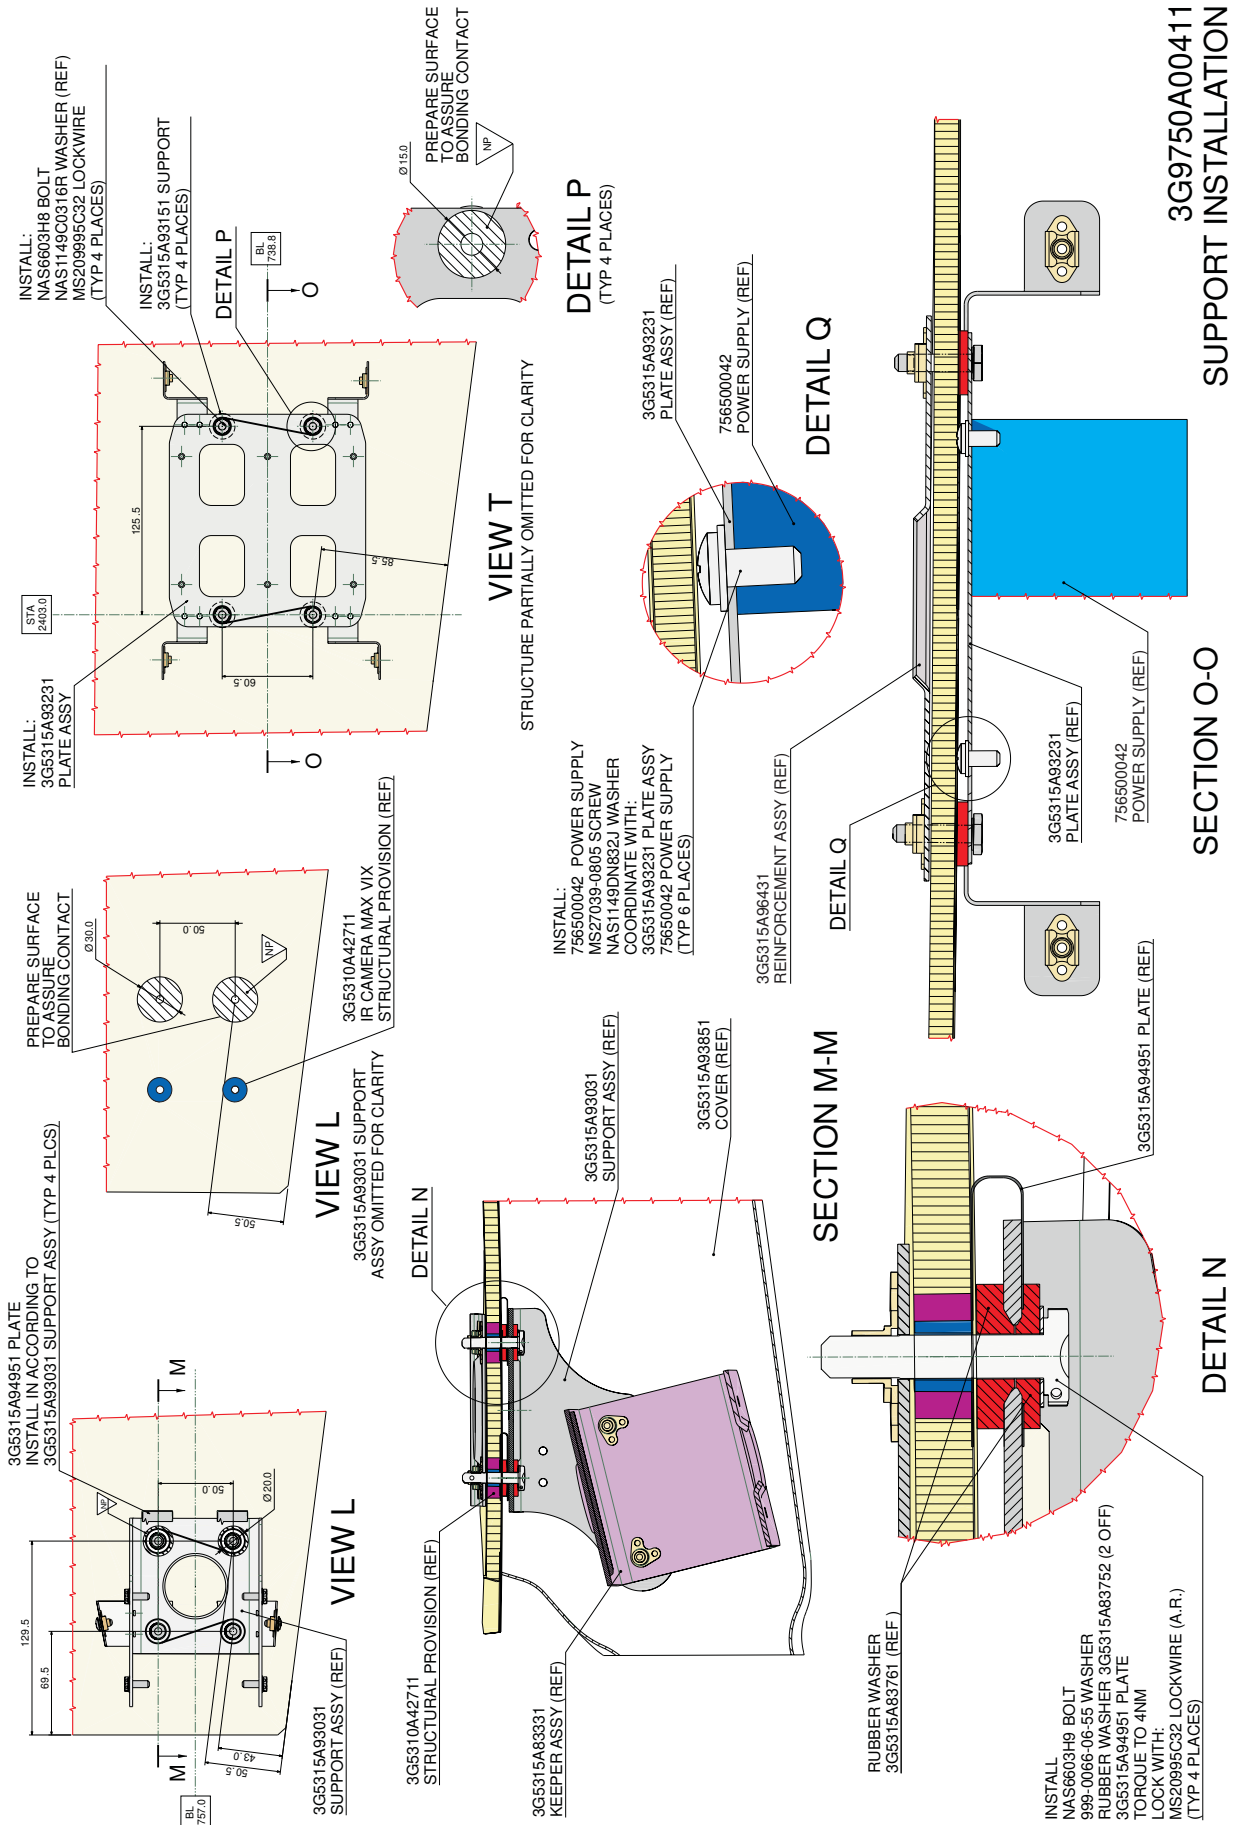 3G5315A94951 PLATE
INSTALL IN ACCORDING TO
3G5315A93031 SUPPORT ASSY (TYP 4 PLCS)
M
M
NP
50.0
Ø20.0
129.5
69.5
43.0
50.5
BL
757.0
3G5315A93031
SUPPORT ASSY (REF)
VIEW L
PREPARE SURFACE
TO ASSURE
BONDING CONTACT
Ø30.0
50.0
NP
50.5
3G5310A42711
IR CAMERA MAX VIX
STRUCTURAL PROVISION (REF)
VIEW L
3G5315A93031 SUPPORT
ASSY OMITTED FOR CLARITY
INSTALL:
3G5315A93231
PLATE ASSY
STA
2403.0
INSTALL:
NAS6603H8 BOLT
NAS1149C0316R WASHER (REF)
MS209995C32 LOCKWIRE
(TYP 4 PLACES)
INSTALL:
3G5315A93151 SUPPORT
(TYP 4 PLACES)
DETAIL P
BL
738.8
O
O
125.5
60.5
85.5
VIEW T
STRUCTURE PARTIALLY OMITTED FOR CLARITY
Ø15.0
PREPARE SURFACE
TO ASSURE
BONDING CONTACT
NP
DETAIL P
(TYP 4 PLACES)
DETAIL N
3G5315A93031
SUPPORT ASSY (REF)
3G5315A93851
COVER (REF)
3G5310A42711
STRUCTURAL PROVISION (REF)
3G5315A83331
KEEPER ASSY (REF)
SECTION M-M
INSTALL:
756500042 POWER SUPPLY
MS27039-0805 SCREW
NAS1149DN832J WASHER
COORDINATE WITH:
3G5315A93231 PLATE ASSY
75650042 POWER SUPPLY
(TYP 6 PLACES)
3G5315A93231
PLATE ASSY (REF)
756500042
POWER SUPPLY (REF)
DETAIL Q
3G5315A96431
REINFORCEMENT ASSY (REF)
DETAIL Q
3G5315A93231
PLATE ASSY (REF)
756500042
POWER SUPPLY (REF)
SECTION O-O
RUBBER WASHER
3G5315A83761 (REF )
3G5315A94951 PLATE (REF)
INSTALL
NAS6603H9 BOLT
999-0066-06-55 WASHER
RUBBER WASHER 3G5315A83752 (2 OFF)
3G5315A94951 PLATE
TORQUE TO 4NM
LOCK WITH:
MS20995C32 LOCKWIRE (A.R.)
(TYP 4 PLACES)
DETAIL N
3G9750A00411
SUPPORT INSTALLATION